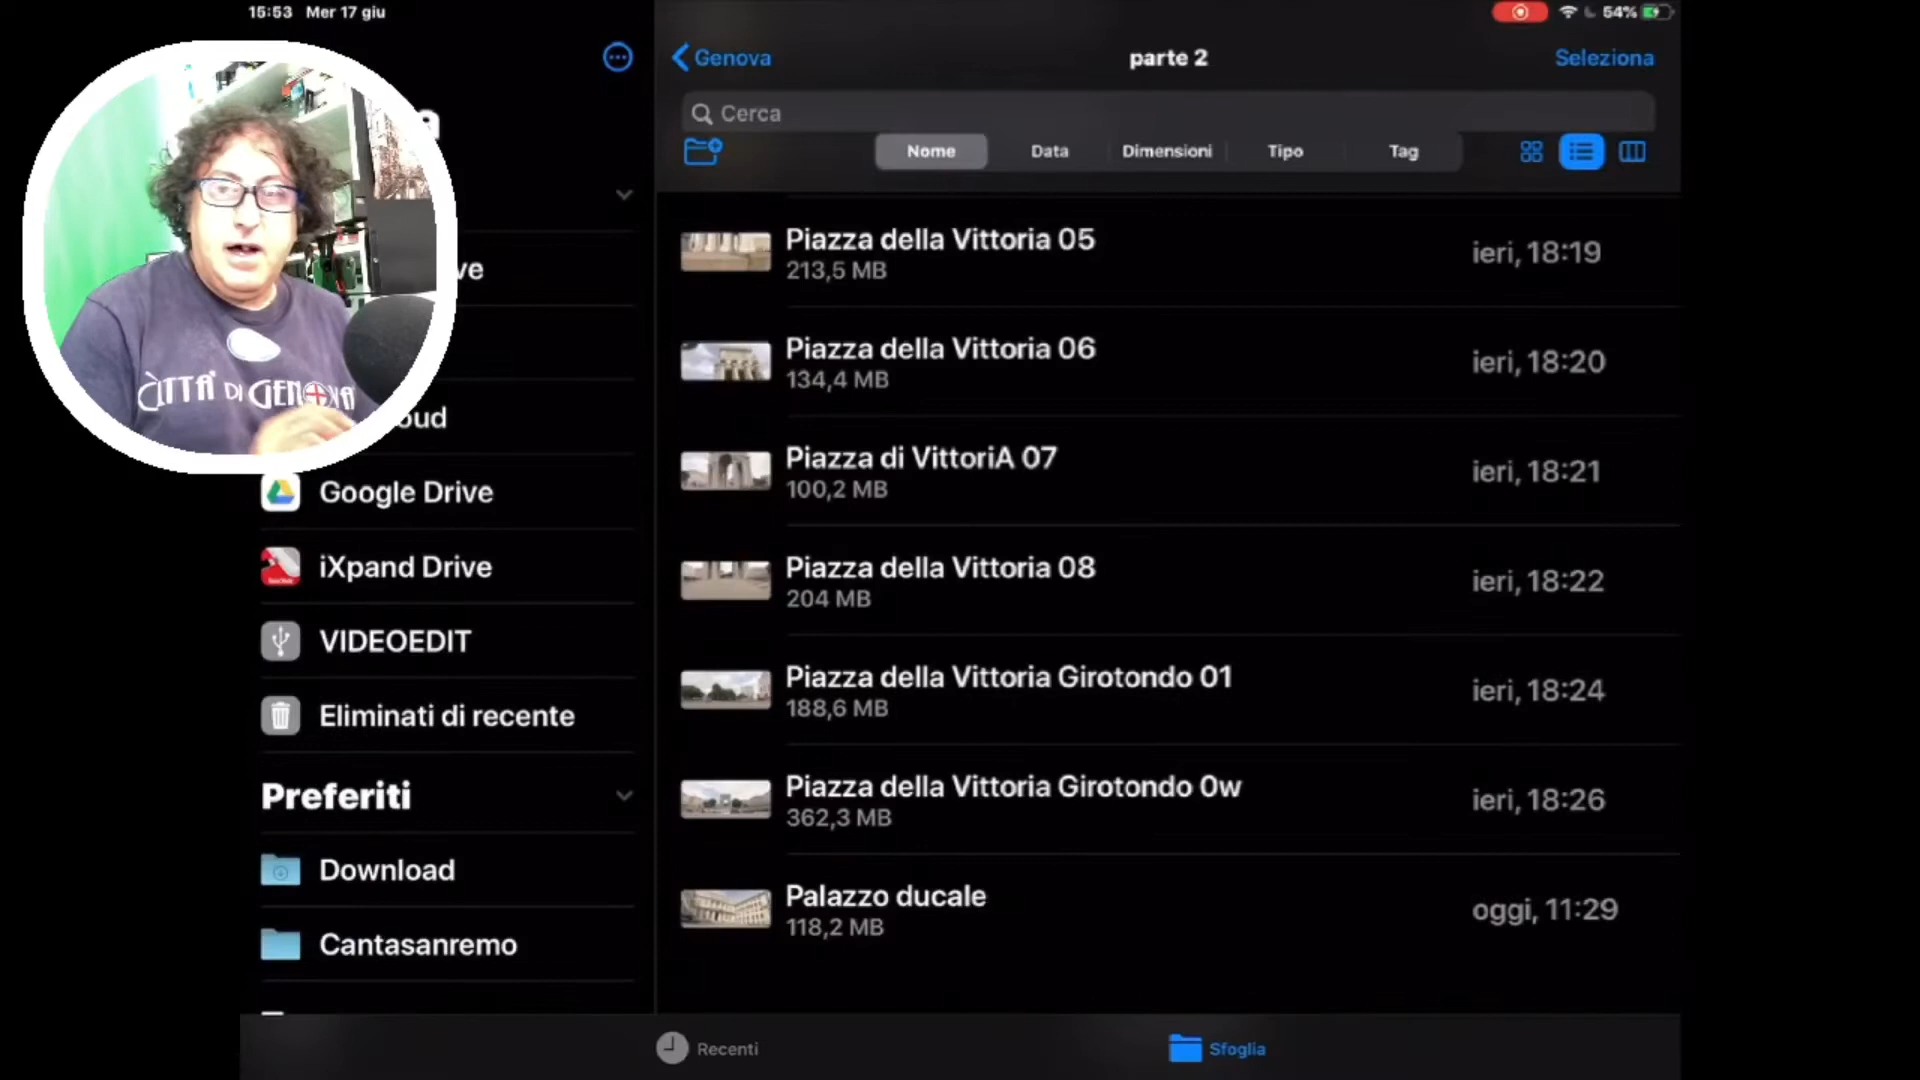 15:53 Mer 17 giu
54%
Genova
parte 2
Seleziona
Cerca
Nome
Data
Dimensioni
Tipo
Tag
CITTÀ DI GENOVA
Google Drive
iXpand Drive
VIDEOEDIT
Eliminati di recente
Preferiti
Download
Cantasanremo
Piazza della Vittoria 05
213,5 MB
ieri, 18:19
Piazza della Vittoria 06
134,4 MB
ieri, 18:20
Piazza di VittoriA 07
100,2 MB
ieri, 18:21
Piazza della Vittoria 08
204 MB
ieri, 18:22
Piazza della Vittoria Girotondo 01
188,6 MB
ieri, 18:24
Piazza della Vittoria Girotondo 0w
362,3 MB
ieri, 18:26
Palazzo ducale
118,2 MB
oggi, 11:29
Recenti
Sfoglia